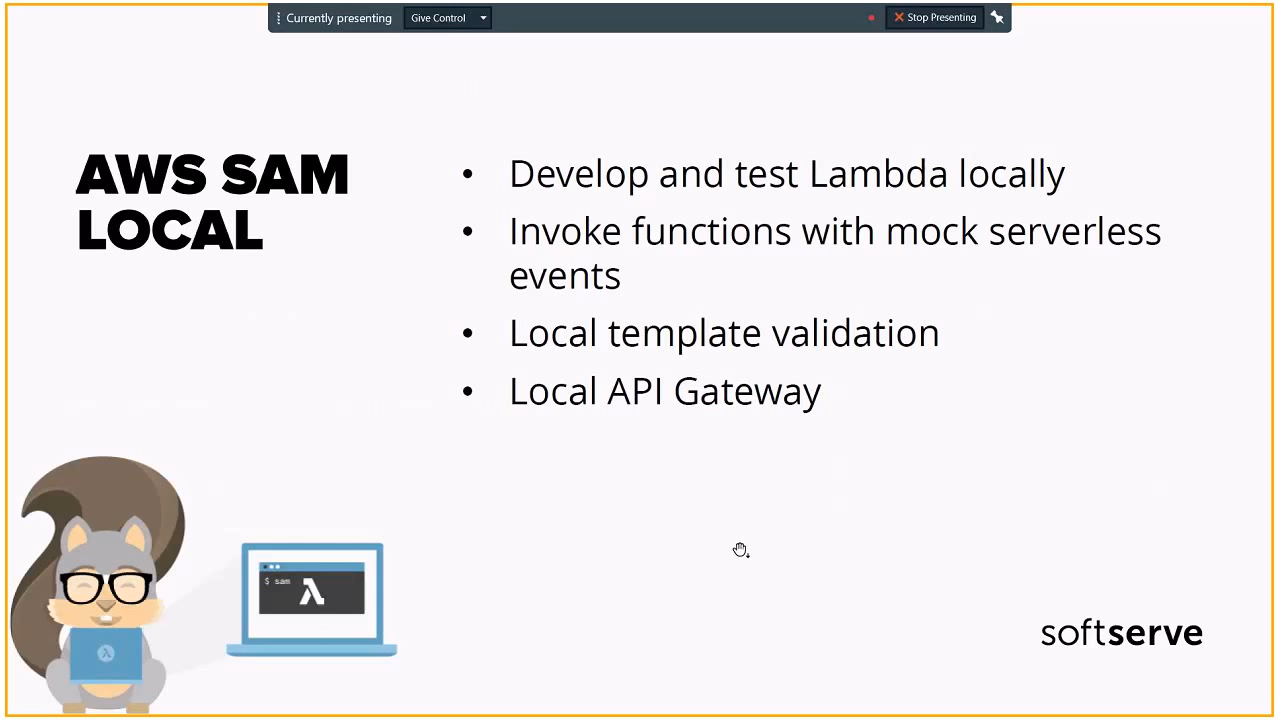 Currently presenting
Give Control
Stop Presenting
AWS SAM
LOCAL
• Develop and test Lambda locally
• Invoke functions with mock serverless
events
• Local template validation
• Local API Gateway
$ sam
λ
λ
softserve